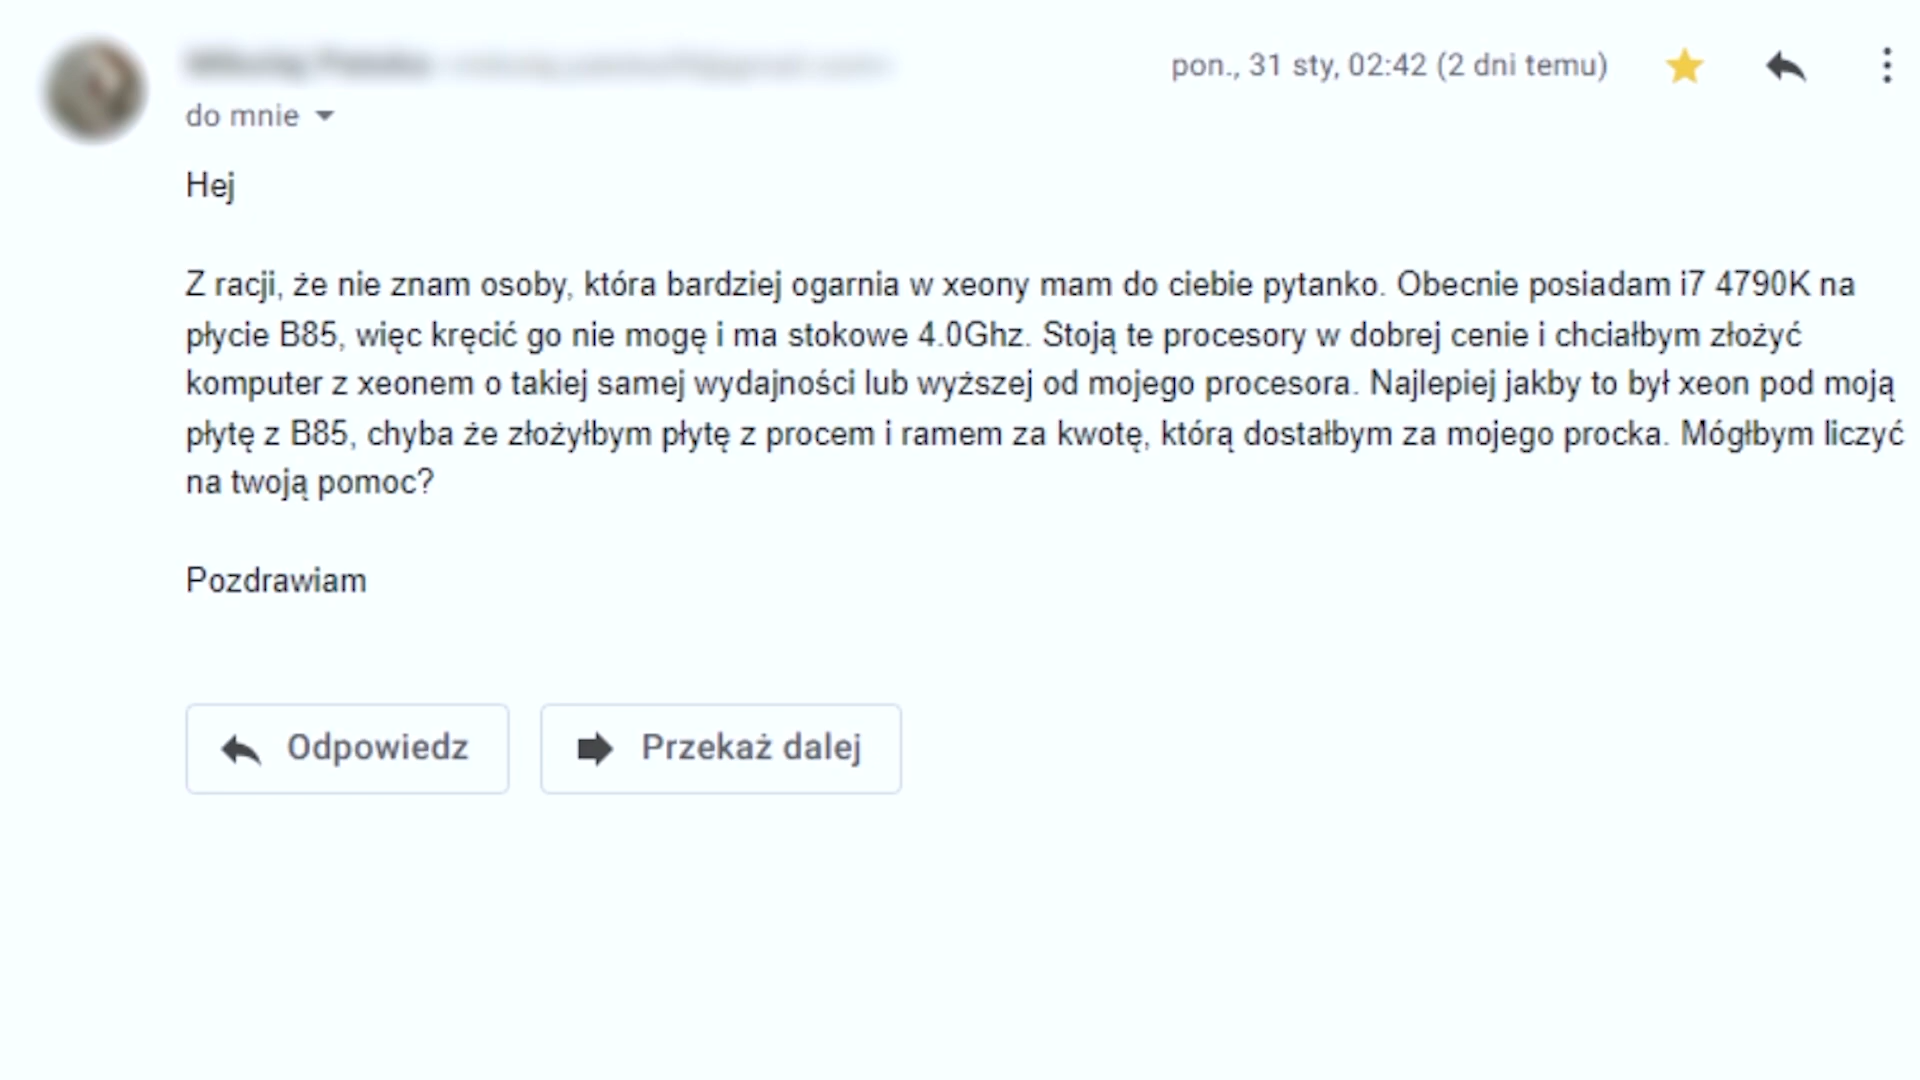 pon., 31 sty, 02:42 (2 dni temu)
do mnie
Hej
Z racji, że nie znam osoby, która bardziej ogarnia w xeony mam do ciebie pytanko. Obecnie posiadam i7 4790K na
płycie B85, więc kręcić go nie mogę i ma stokowe 4.0Ghz. Stoją te procesory w dobrej cenie i chciałbym złożyć
komputer z xeonem o takiej samej wydajności lub wyższej od mojego procesora. Najlepiej jakby to był xeon pod moją
płytę z B85, chyba że złożyłbym płytę z procem i ramem za kwotę, którą dostałbym za mojego procka. Mógłbym liczyć
na twoją pomoc?
Pozdrawiam
Odpowiedz
Przekaż dalej